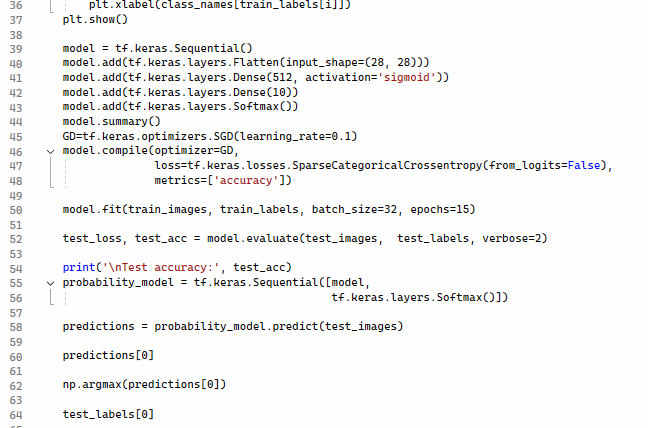 36 plt.xlabel(class_names[train_labels[i]])
37 plt.show()
38
39 model = tf.keras.Sequential()
40 model.add(tf.keras.layers.Flatten(input_shape=(28, 28)))
41 model.add(tf.keras.layers.Dense(512, activation='sigmoid'))
42 model.add(tf.keras.layers.Dense(10))
43 model.add(tf.keras.layers.Softmax())
44 model.summary()
45 GD=tf.keras.optimizers.SGD(learning_rate=0.1)
46 model.compile(optimizer=GD,
47 loss=tf.keras.losses.SparseCategoricalCrossentropy(from_logits=False),
48 metrics=['accuracy'])
49
50 model.fit(train_images, train_labels, batch_size=32, epochs=15)
51
52 test_loss, test_acc = model.evaluate(test_images,  test_labels, verbose=2)
53
54 print('\nTest accuracy:', test_acc)
55 probability_model = tf.keras.Sequential([model,
56 tf.keras.layers.Softmax()])
57
58 predictions = probability_model.predict(test_images)
59
60 predictions[0]
61
62 np.argmax(predictions[0])
63
64 test_labels[0]